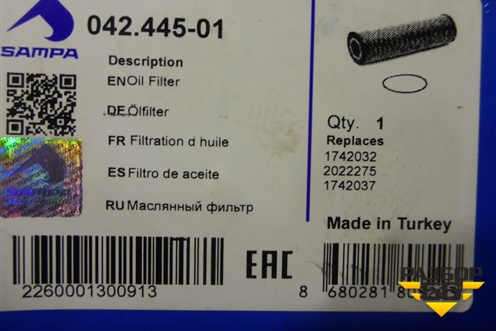 SAMPA
042.445-01
Description
EN Oil Filter
DE Ölfilter
FR Filtration d huile
ES Filtro de aceite
RU Маслянный фильтр
Qty. 1
Replaces
1742032
2022275
1742037
Made in Turkey
EAC
2260001300913
8 680281